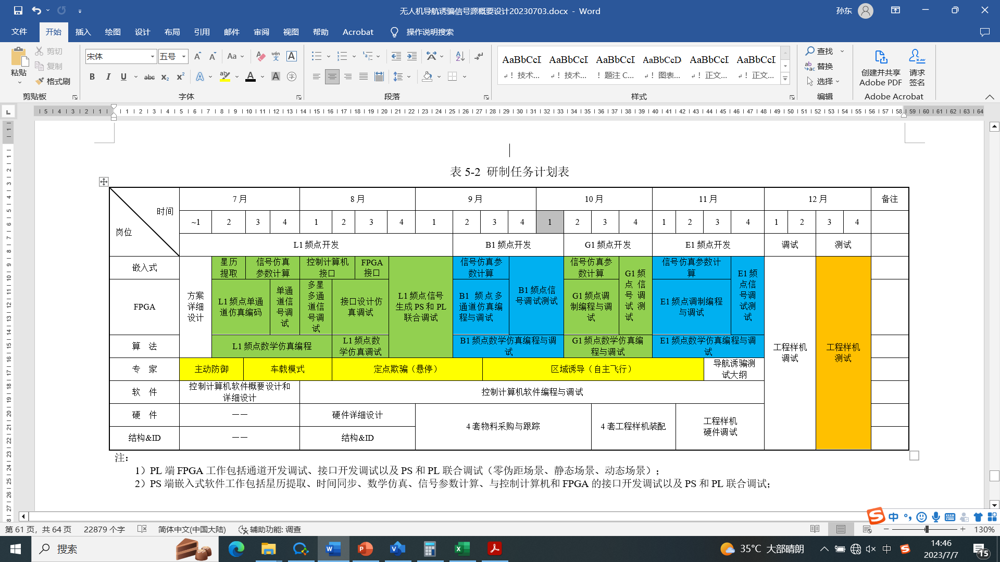 无人机导航诱骗信号源概要设计20230703.docx - Word
孙东
文件 开始 插入 绘图 设计 布局 引用 邮件 审阅 视图 帮助 Acrobat 操作说明搜索
剪切
复制
格式刷
粘贴
剪贴板
宋体 五号
字体
段落
AaBbCcI AaBbCcI AaBbCcI AaBbCcD AaBbCcI AaBbCcI
！技术... ！技术... ！题注 C... ！图表... ！正文... ！正文...
样式
查找
替换
选择
编辑
创建并共享 Adobe PDF
请求签名
Adobe Acrobat
表 5-2 研制任务计划表
时间
岗位
7 月 8 月 9 月 10 月 11 月 12 月 备注
~1 2 3 4 1 2 3 4 1 2 3 4 1 2 3 4 1 2 3 4 1 2 3 4
L1 频点开发 B1 频点开发 G1 频点开发 E1 频点开发 调试 测试
嵌入式
方案详细设计
星历提取
信号仿真参数计算
控制计算机接口
FPGA接口
L1 频点信号生成 PS 和 PL 联合调试
信号仿真参数计算
B1 频点信号调试测试
信号仿真参数计算
G1 频点信号调试测试
信号仿真参数计算
E1 频点信号调试测试
工程样机调试
工程样机测试
FPGA
L1 频点单通道仿真编码
单通道信号调试
多星多通道信号调试
接口设计仿真调试
B1 频点多通道仿真编程与调试
G1 频点调制编程与调试
E1 频点调制编程与调试
算 法
L1 频点数学仿真编程
L1 频点数学仿真调试
B1 频点数学仿真编程与调试
G1 频点数学仿真编程与调试
E1 频点数学仿真编程与调试
专 家
主动防御
车载模式
定点欺骗（悬停）
区域诱导（自主飞行）
导航诱骗测试大纲
软 件
控制计算机软件概要设计和详细设计
控制计算机软件编程与调试
硬 件
——
硬件详细设计
4 套物料采购与跟踪
4 套工程样机装配
工程样机硬件调试
结构&ID
——
结构&ID
注：
1）PL 端 FPGA 工作包括通道开发调试、接口开发调试以及 PS 和 PL 联合调试（零伪距场景、静态场景、动态场景）；
2）PS 端嵌入式软件工作包括星历提取、时间同步、数学仿真、信号参数计算、与控制计算机和 FPGA 的接口开发调试以及 PS 和 PL 联合调试；
第 61 页，共 64 页 22879 个字 简体中文(中国大陆) 辅助功能: 调查
130%
搜索
35°C 大部晴朗
中
14:46
2023/7/7
15